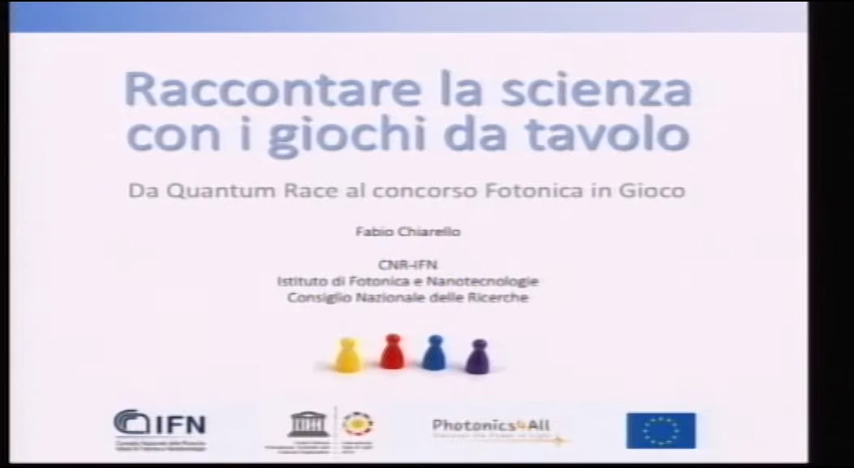 Raccontare la scienza
con i giochi da tavolo
Da Quantum Race al concorso Fotonica in Gioco
Fabio Chiarello
CNR-IFN
Istituto di Fotonica e Nanotecnologie
Consiglio Nazionale delle Ricerche
IFN
Photonics4All